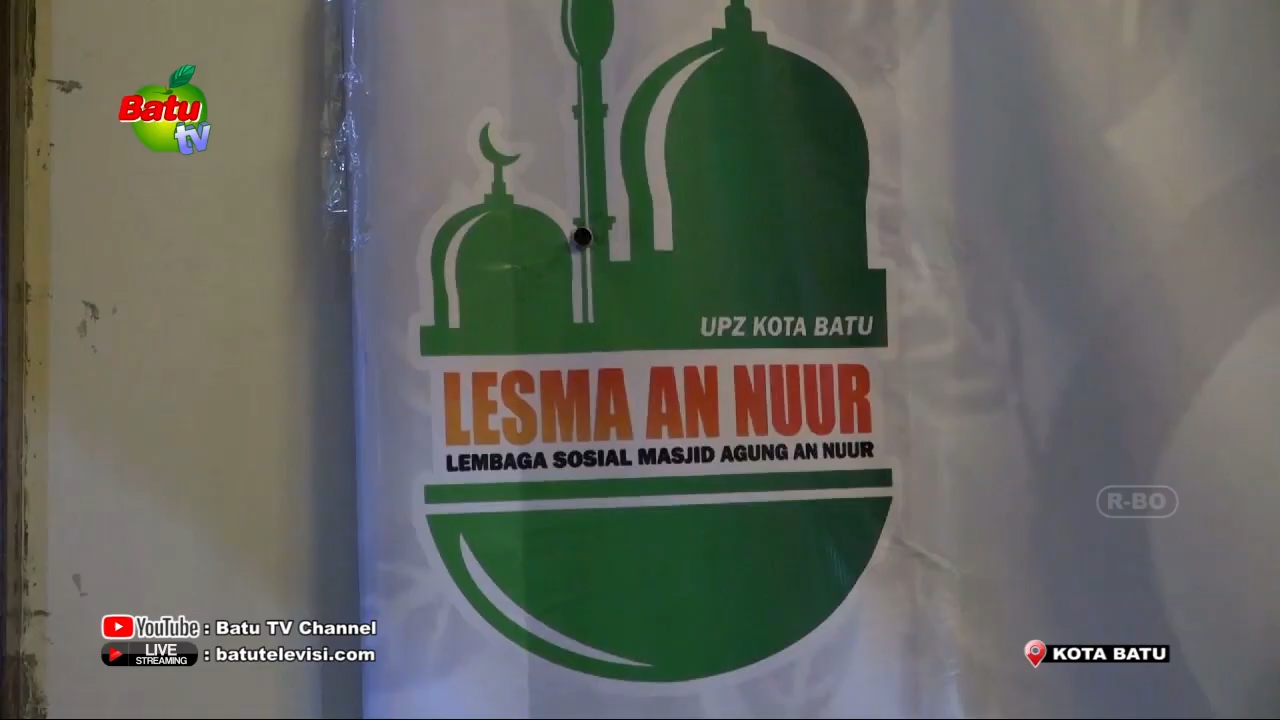 Batu
tv
UPZ KOTA BATU
LESMA AN NUUR
LEMBAGA SOSIAL MASJID AGUNG AN NUUR
R-BO
YouTube : Batu TV Channel
LIVE STREAMING : batutelevisi.com
KOTA BATU